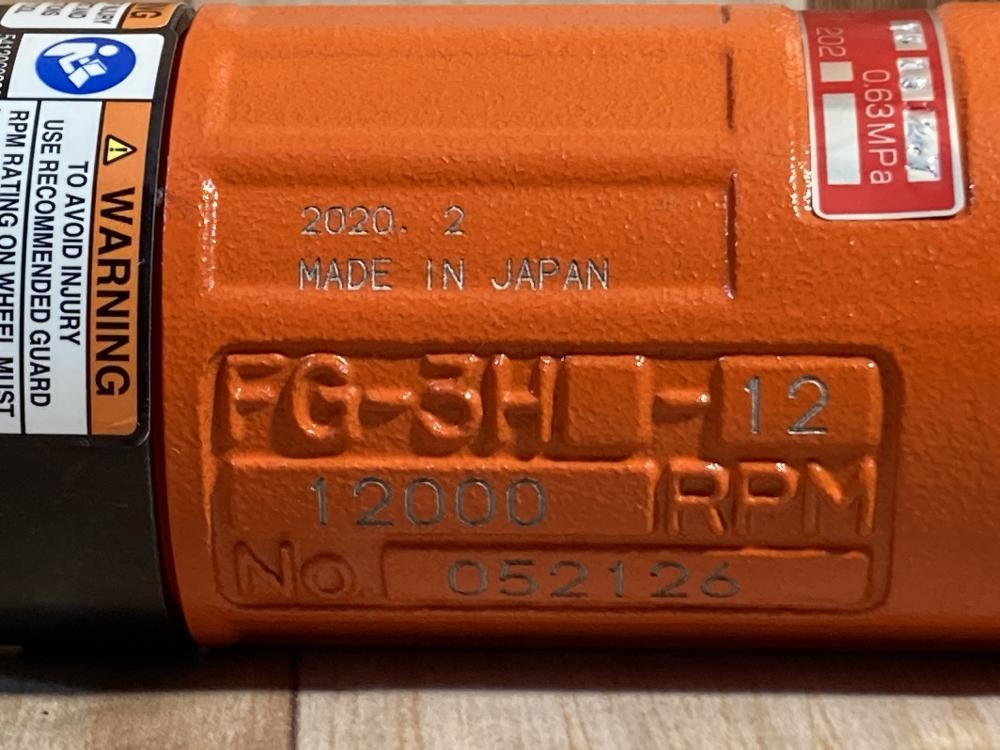 WARNING
TO AVOID INJURY
USE RECOMMENDED GUARD
RPM RATING ON WHEEL MUST
2020. 2
MADE IN JAPAN
FG-3H -12
12000 RPM
No. 052126
202
0.63MPa